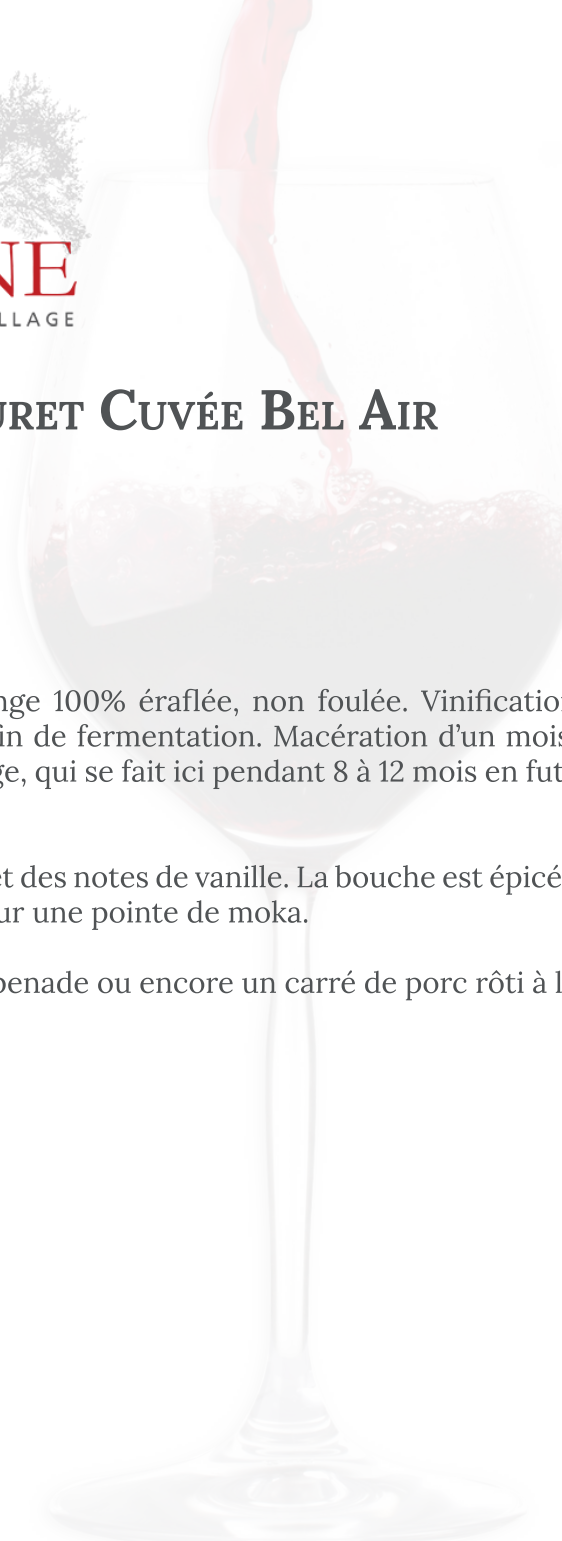 NE
LLAGE
URET CUVÉE BEL AIR
nge 100% éraflée, non foulée. Vinification
in de fermentation. Macération d’un mois
ge, qui se fait ici pendant 8 à 12 mois en fut
et des notes de vanille. La bouche est épicé
ur une pointe de moka.
penade ou encore un carré de porc rôti à l